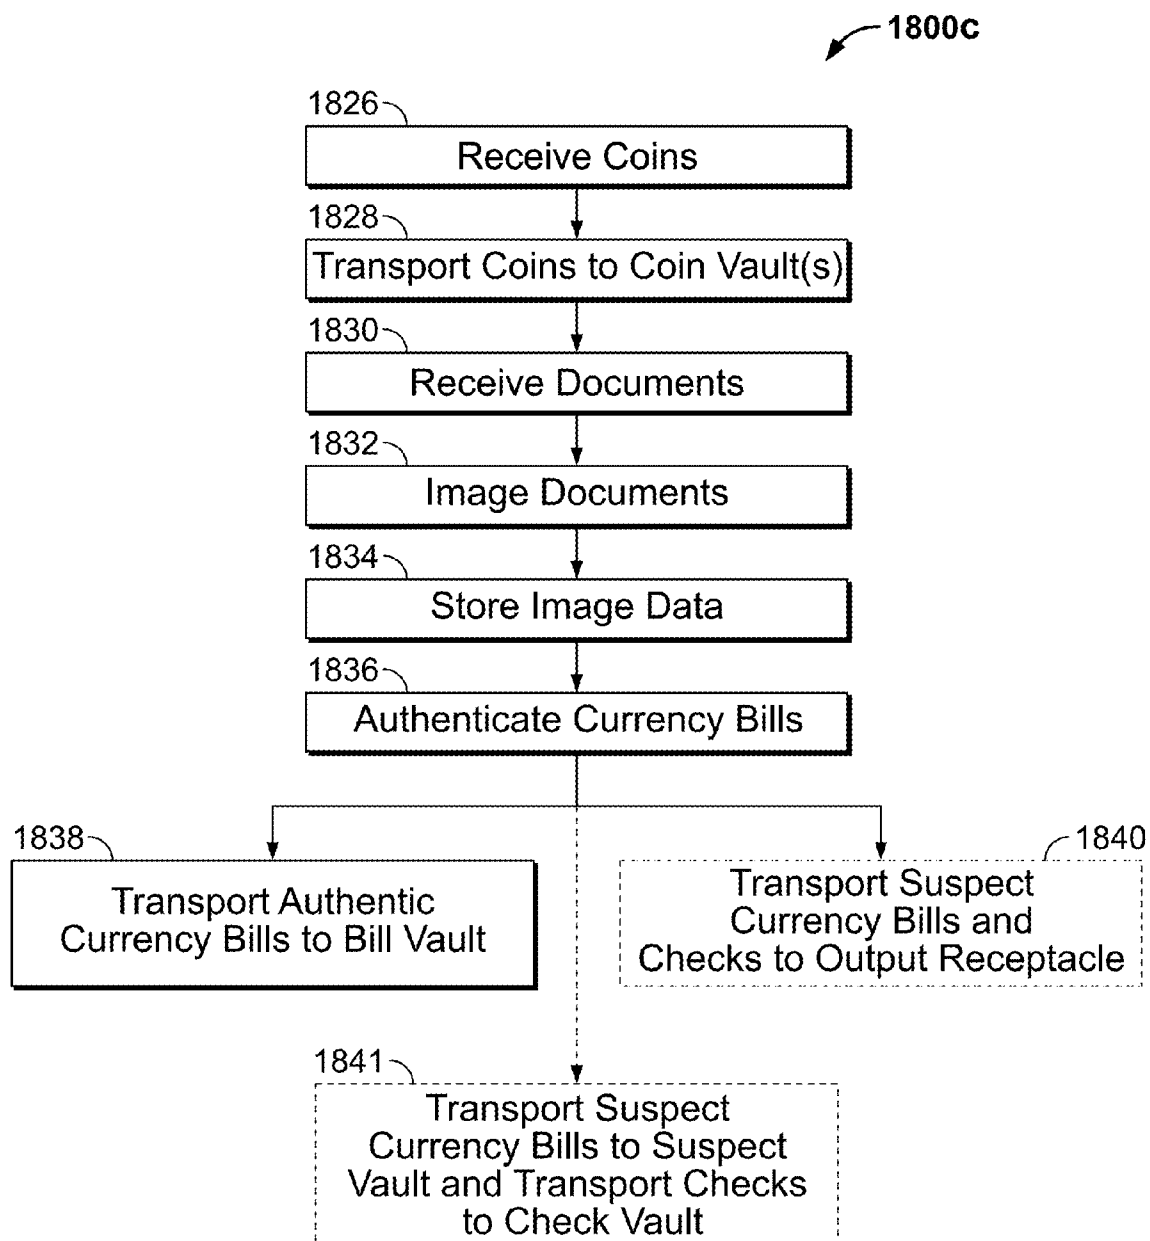 1800c
1826
Receive Coins
1828
Transport Coins to Coin Vault(s)
1830
Receive Documents
1832
Image Documents
1834
Store Image Data
1836
Authenticate Currency Bills
1838
Transport Authentic
Currency Bills to Bill Vault
1840
Transport Suspect
Currency Bills and
Checks to Output Receptacle
1841
Transport Suspect
Currency Bills to Suspect
Vault and Transport Checks
to Check Vault